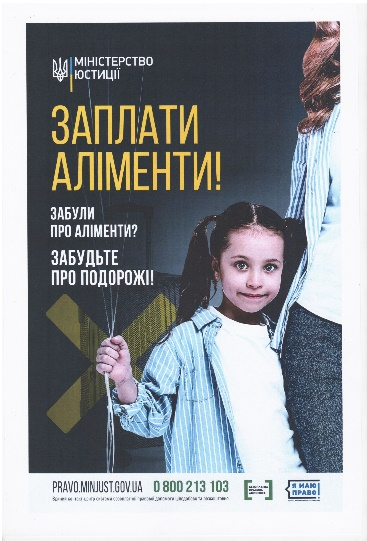 МІНІСТЕРСТВО
ЮСТИЦІЇ
ЗАПЛАТИ
АЛІМЕНТИ!
ЗАБУЛИ
ПРО АЛІМЕНТИ?
ЗАБУДЬТЕ
ПРО ПОДОРОЖІ!
PRAVO.MINJUST.GOV.UA 0 800 213 103
Я МАЮ
ПРАВО!